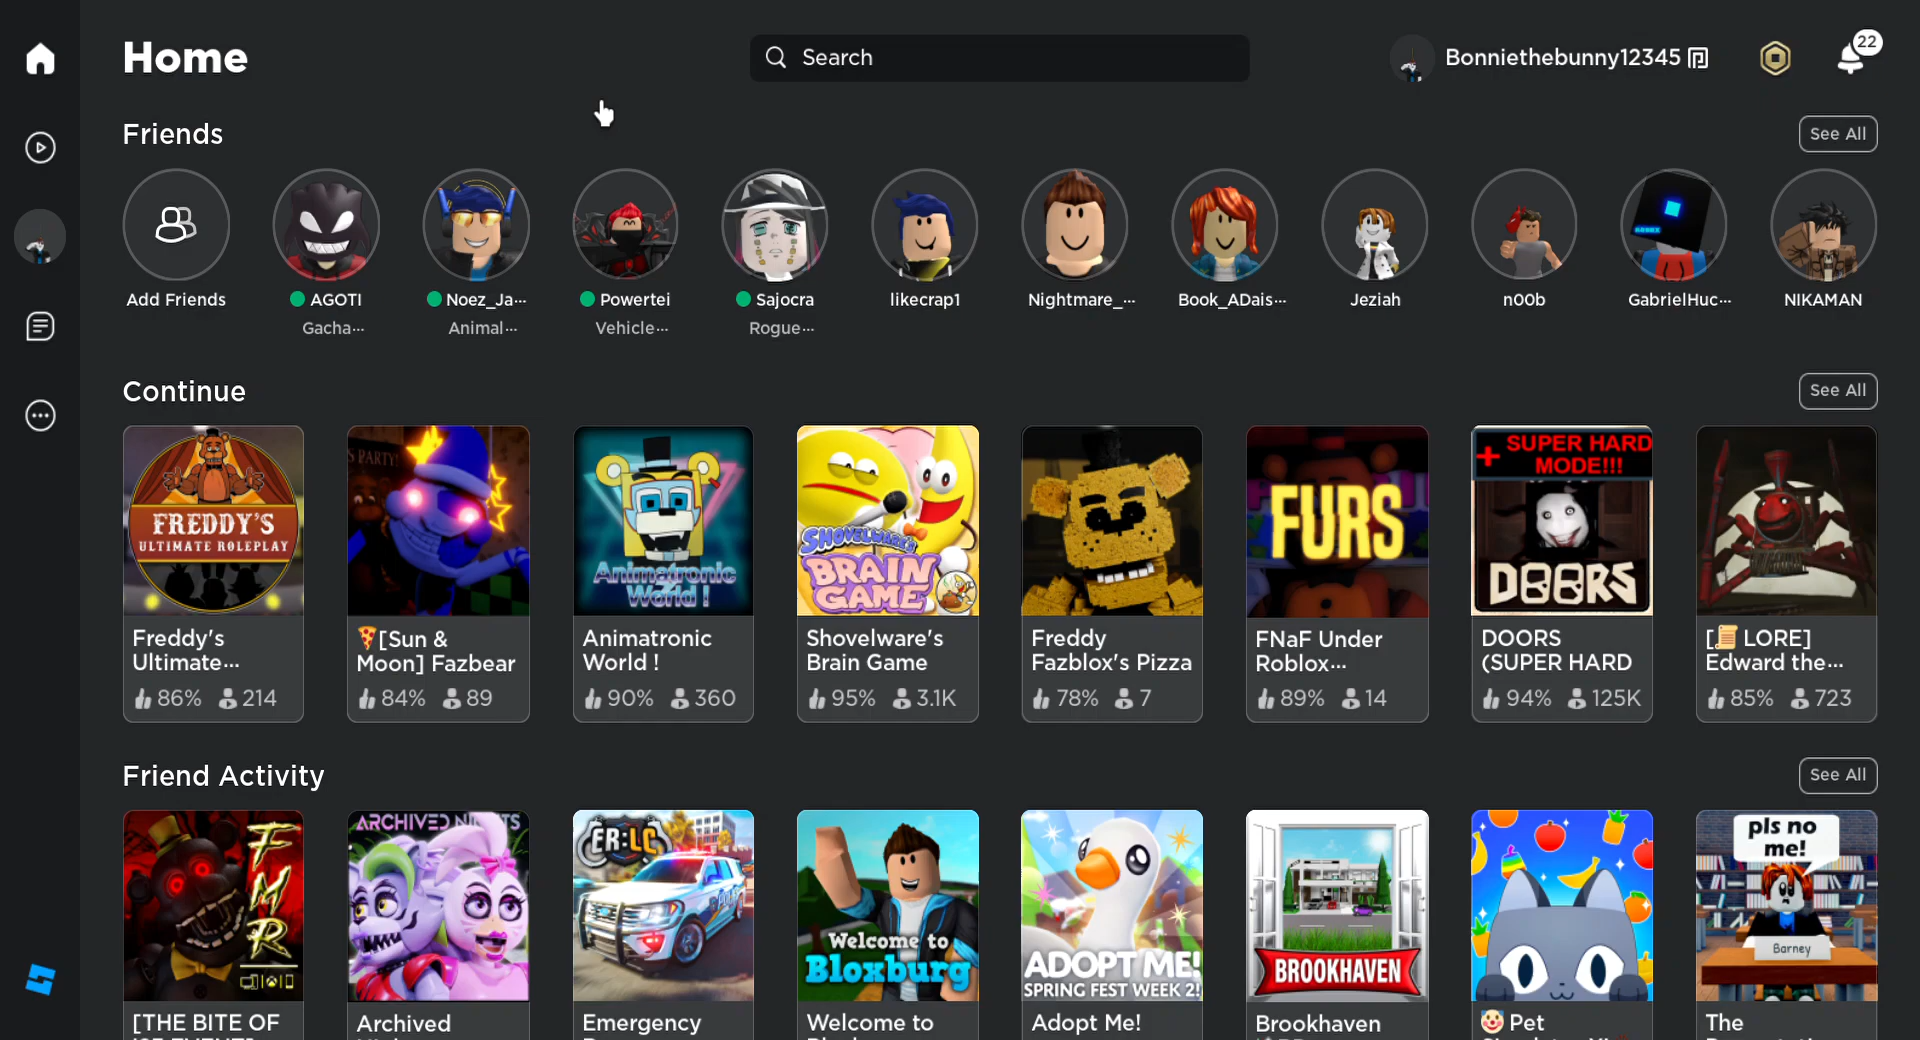 Home
Search
Bonniethebunny12345
22
Friends
See All
Add Friends
AGOTI
Noez_Ja...
Powertei
Sajocra
likecrap1
Nightmare_...
Book_ADais...
Jeziah
n00b
GabrielHuc...
NIKAMAN
Gacha...
Animal...
Vehicle...
Rogue...
Continue
See All
FREDDY'S
ULTIMATE ROLEPLAY
Freddy's
Ultimate...
86% 214
'S PARTY!
[Sun &
Moon] Fazbear
84% 89
Animatronic
World !
Animatronic
World !
90% 360
SHOVELWARE'S
BRAIN
GAME
Shovelware's
Brain Game
95% 3.1K
Freddy
Fazblox's Pizza
78% 7
FURS
FNaF Under
Roblox...
89% 14
+ SUPER HARD
MODE!!!
DOORS
DOORS
(SUPER HARD
94% 125K
[📜 LORE]
Edward the...
85% 723
Friend Activity
See All
FMR
[THE BITE OF
ARCHIVED NIGHTS
Archived
ER:LC
Emergency
Welcome to
Bloxburg
Welcome to
ADOPT ME!
SPRING FEST WEEK 2!
Adopt Me!
BROOKHAVEN
Brookhaven
🤡 Pet
pls no
me!
Barney
The